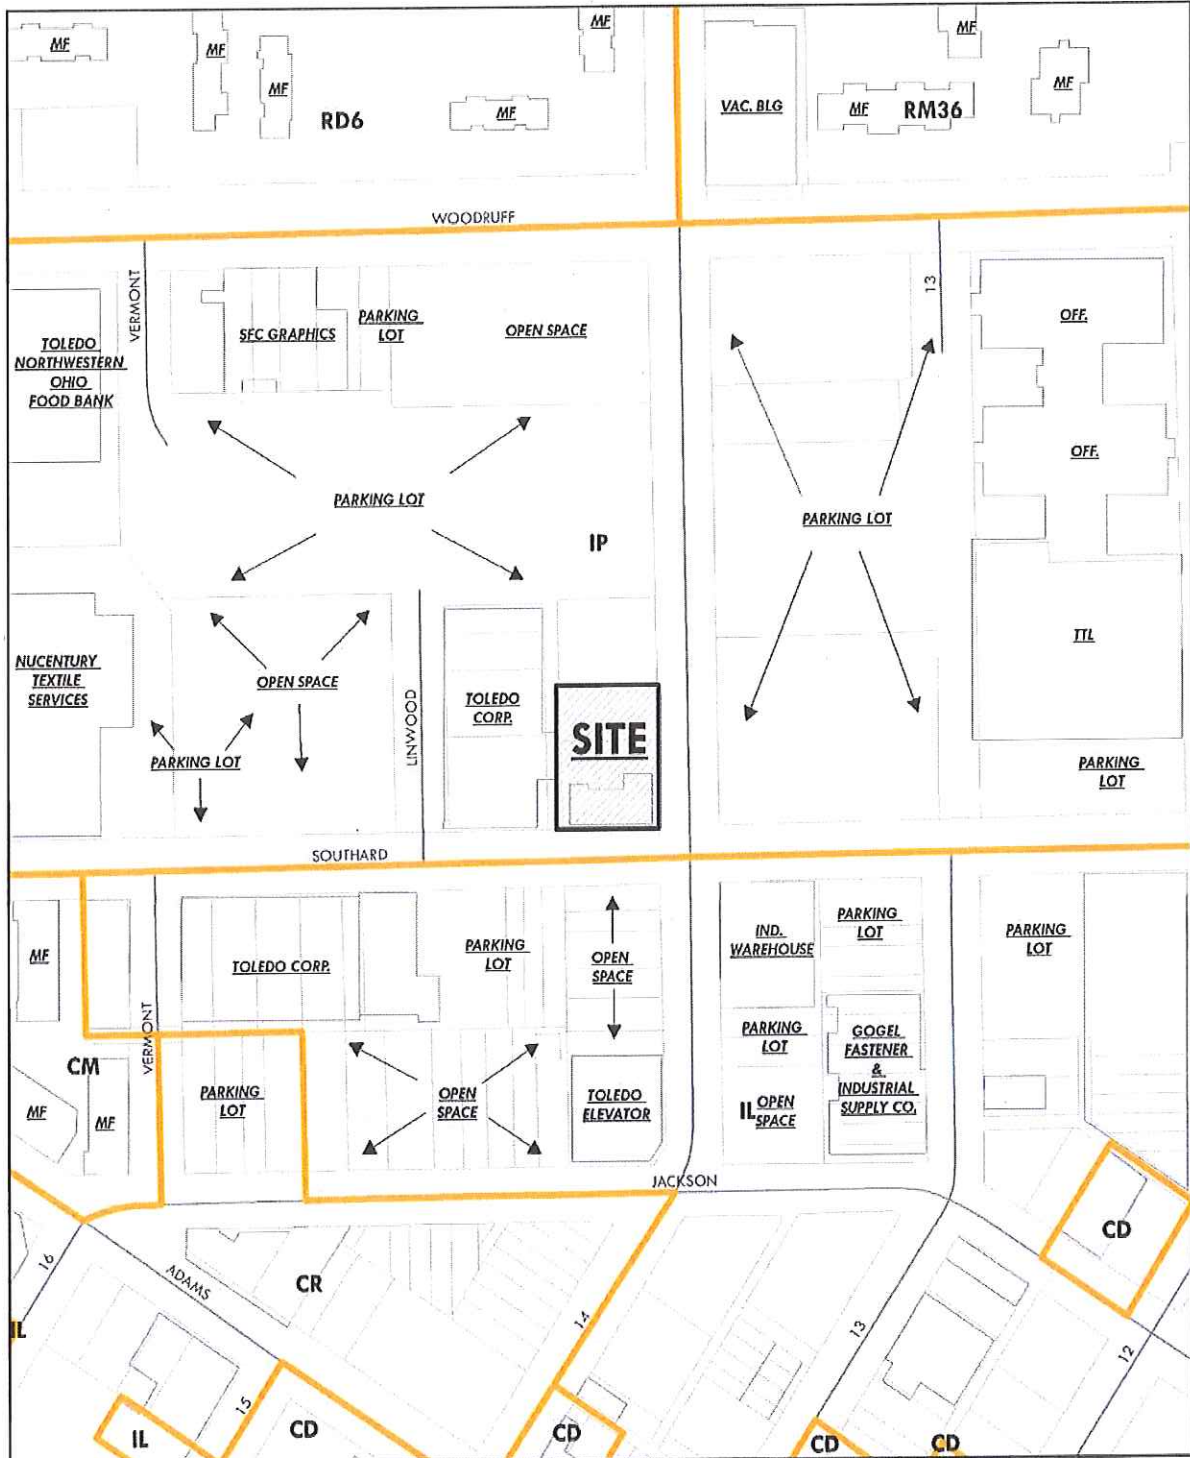 MF
MF
MF
MF
MF
RD6
VAC. BLG
MF
MF
RM36
MF
WOODRUFF
VERMONT
13
TOLEDO
NORTHWESTERN
OHIO
FOOD BANK
SFC GRAPHICS
PARKING
LOT
OPEN SPACE
OFF.
OFF.
PARKING LOT
IP
PARKING LOT
TTL
NUCENTURY
TEXTILE
SERVICES
OPEN SPACE
PARKING LOT
LINWOOD
TOLEDO
CORP.
SITE
PARKING
LOT
SOUTHARD
MF
VERMONT
TOLEDO CORP.
PARKING
LOT
OPEN
SPACE
IND.
WAREHOUSE
PARKING
LOT
PARKING
LOT
CM
MF
MF
PARKING
LOT
OPEN
SPACE
TOLEDO
ELEVATOR
PARKING
LOT
IL
OPEN
SPACE
GOGEL
FASTENER
&
INDUSTRIAL
SUPPLY CO.
JACKSON
16
ADAMS
CR
14
13
CD
12
IL
15
IL
CD
CD
CD
CD